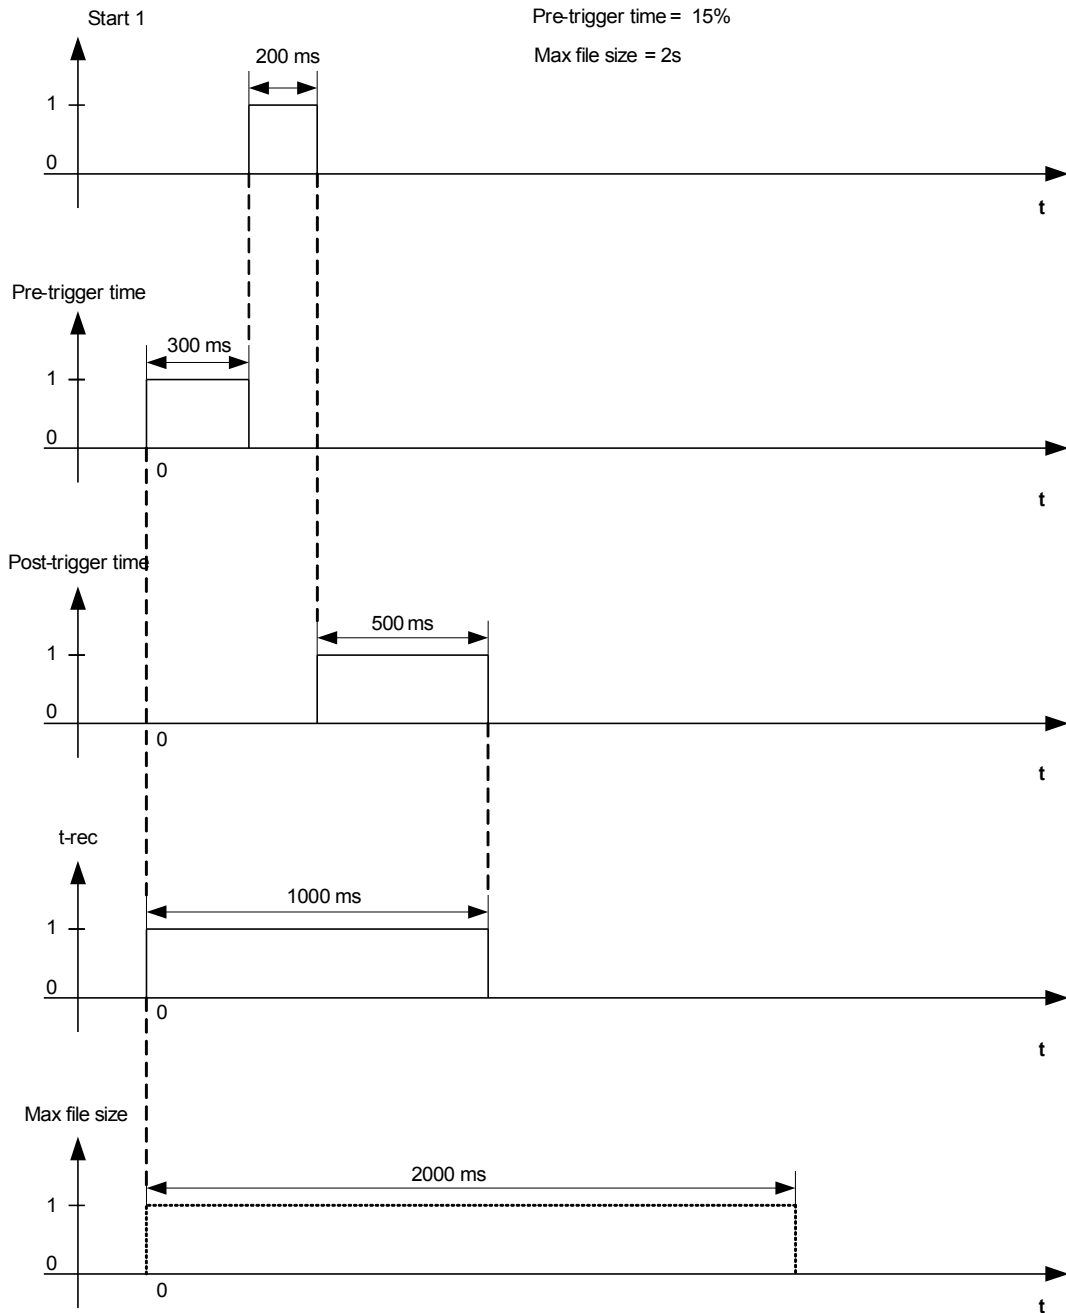 Start 1
Pre-trigger time = 15%
Max file size = 2s
200 ms
1
0
t
Pre-trigger time
300 ms
1
0
0
t
Post-trigger time
500 ms
1
0
0
t
t-rec
1000 ms
1
0
0
t
Max file size
2000 ms
1
0
0
t